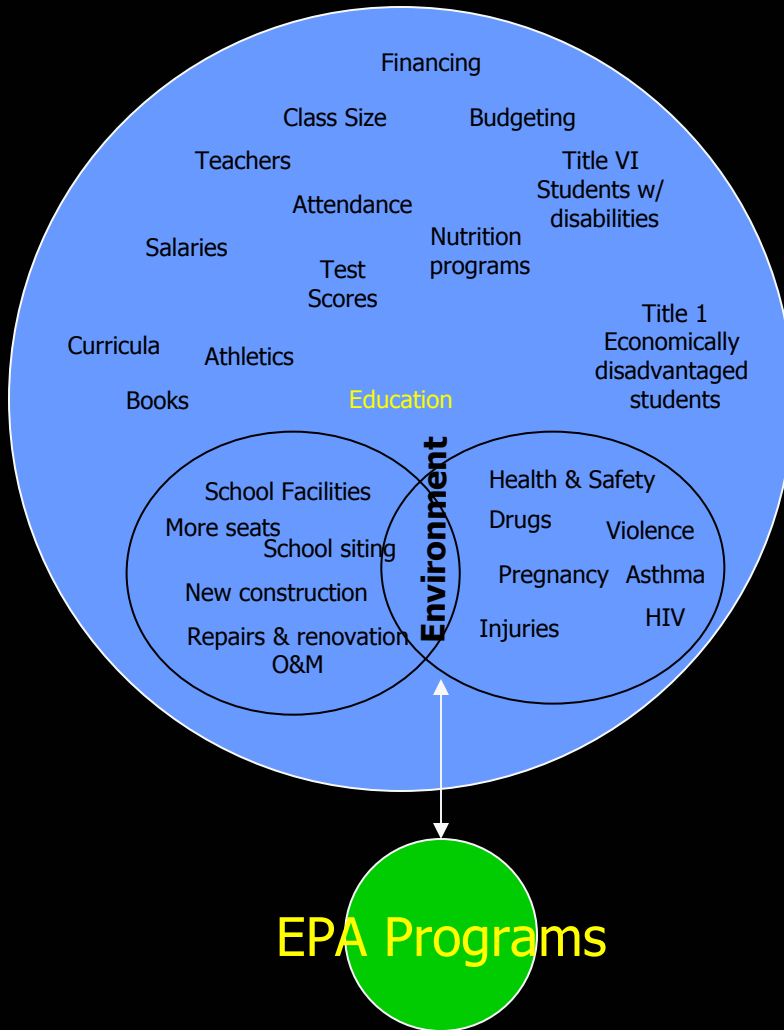 Financing
Class Size
Budgeting
Teachers
Title VI
Students w/
disabilities
Attendance
Salaries
Nutrition
programs
Test
Scores
Title 1
Economically
disadvantaged
students
Curricula
Athletics
Books
Education
Environment
School Facilities
More seats
School siting
New construction
Repairs & renovation
O&M
Health & Safety
Drugs
Violence
Pregnancy
Asthma
Injuries
HIV
EPA Programs